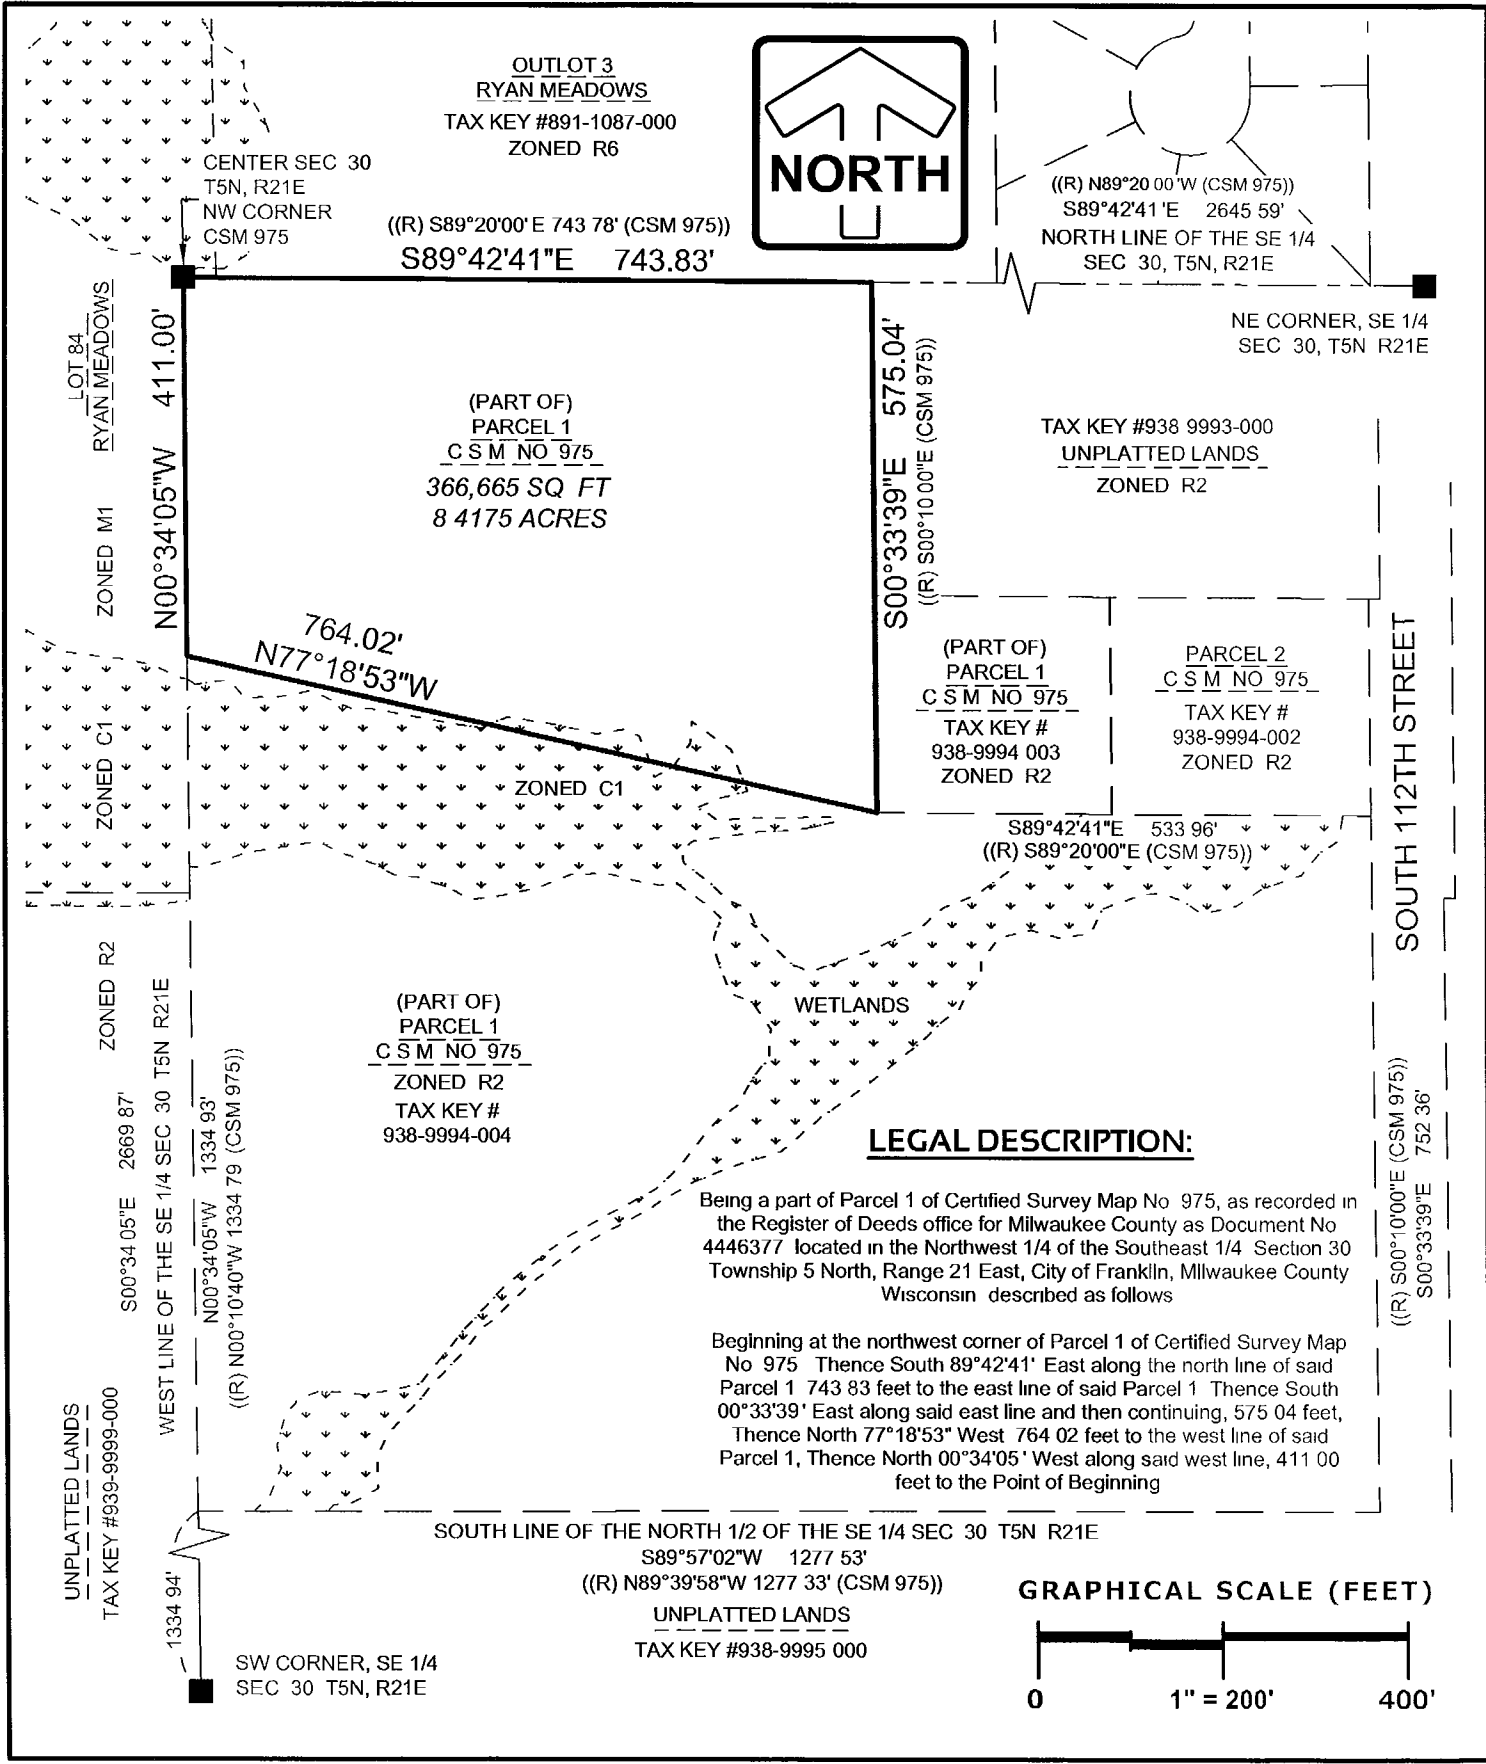 OUTLOT 3
RYAN MEADOWS
TAX KEY #891-1087-000
ZONED R6
NORTH
CENTER SEC 30
T5N, R21E
NW CORNER
CSM 975
((R) S89°20'00' E 743 78' (CSM 975))
S89°42'41"E 743.83'
((R) N89°20 00'W (CSM 975))
S89°42'41'E 2645 59'
NORTH LINE OF THE SE 1/4
SEC 30, T5N, R21E
NE CORNER, SE 1/4
SEC 30, T5N R21E
LOT 84
RYAN MEADOWS
ZONED M1
N00°34'05"W 411.00'
(PART OF)
PARCEL 1
C S M NO 975
366,665 SQ FT
8 4175 ACRES
S00°33'39"E 575.04'
((R) S00°10 00"E (CSM 975))
TAX KEY #938 9993-000
UNPLATTED LANDS
ZONED R2
764.02'
N77°18'53"W
(PART OF)
PARCEL 1
C S M NO 975
TAX KEY #
938-9994 003
ZONED R2
PARCEL 2
C S M NO 975
TAX KEY #
938-9994-002
ZONED R2
SOUTH 112TH STREET
ZONED C1
ZONED C1
S89°42'41"E 533 96'
((R) S89°20'00"E (CSM 975))
WETLANDS
ZONED R2
(PART OF)
PARCEL 1
C S M NO 975
ZONED R2
TAX KEY #
938-9994-004
S00°34 05"E 2669 87'
WEST LINE OF THE SE 1/4 SEC 30 T5N R21E
N00°34'05"W 1334 93'
((R) N00°10'40"W 1334 79 (CSM 975))
((R) S00°10'00"E (CSM 975))
S00°33'39"E 752 36'
LEGAL DESCRIPTION:
Being a part of Parcel 1 of Certified Survey Map No 975, as recorded in
the Register of Deeds office for Milwaukee County as Document No
4446377 located in the Northwest 1/4 of the Southeast 1/4 Section 30
Township 5 North, Range 21 East, City of Franklin, Milwaukee County
Wisconsin described as follows
Beginning at the northwest corner of Parcel 1 of Certified Survey Map
No 975 Thence South 89°42'41' East along the north line of said
Parcel 1 743 83 feet to the east line of said Parcel 1 Thence South
00°33'39' East along said east line and then continuing, 575 04 feet,
Thence North 77°18'53" West 764 02 feet to the west line of said
Parcel 1, Thence North 00°34'05' West along said west line, 411 00
feet to the Point of Beginning
UNPLATTED LANDS
TAX KEY #939-9999-000
SOUTH LINE OF THE NORTH 1/2 OF THE SE 1/4 SEC 30 T5N R21E
S89°57'02"W 1277 53'
((R) N89°39'58"W 1277 33' (CSM 975))
UNPLATTED LANDS
TAX KEY #938-9995 000
1334 94'
SW CORNER, SE 1/4
SEC 30 T5N, R21E
GRAPHICAL SCALE (FEET)
0 1" = 200' 400'